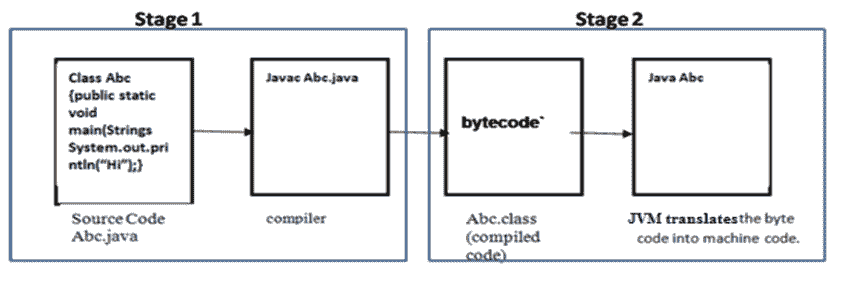 Stage 1
Stage 2
Class Abc
{public static
void
main(Strings
System.out.pri
ntln("Hi");}
Javac Abc.java
bytecode`
Java Abc
Source Code
Abc.java
compiler
Abc.class
(compiled
code)
JVM translates the byte
code into machine code.